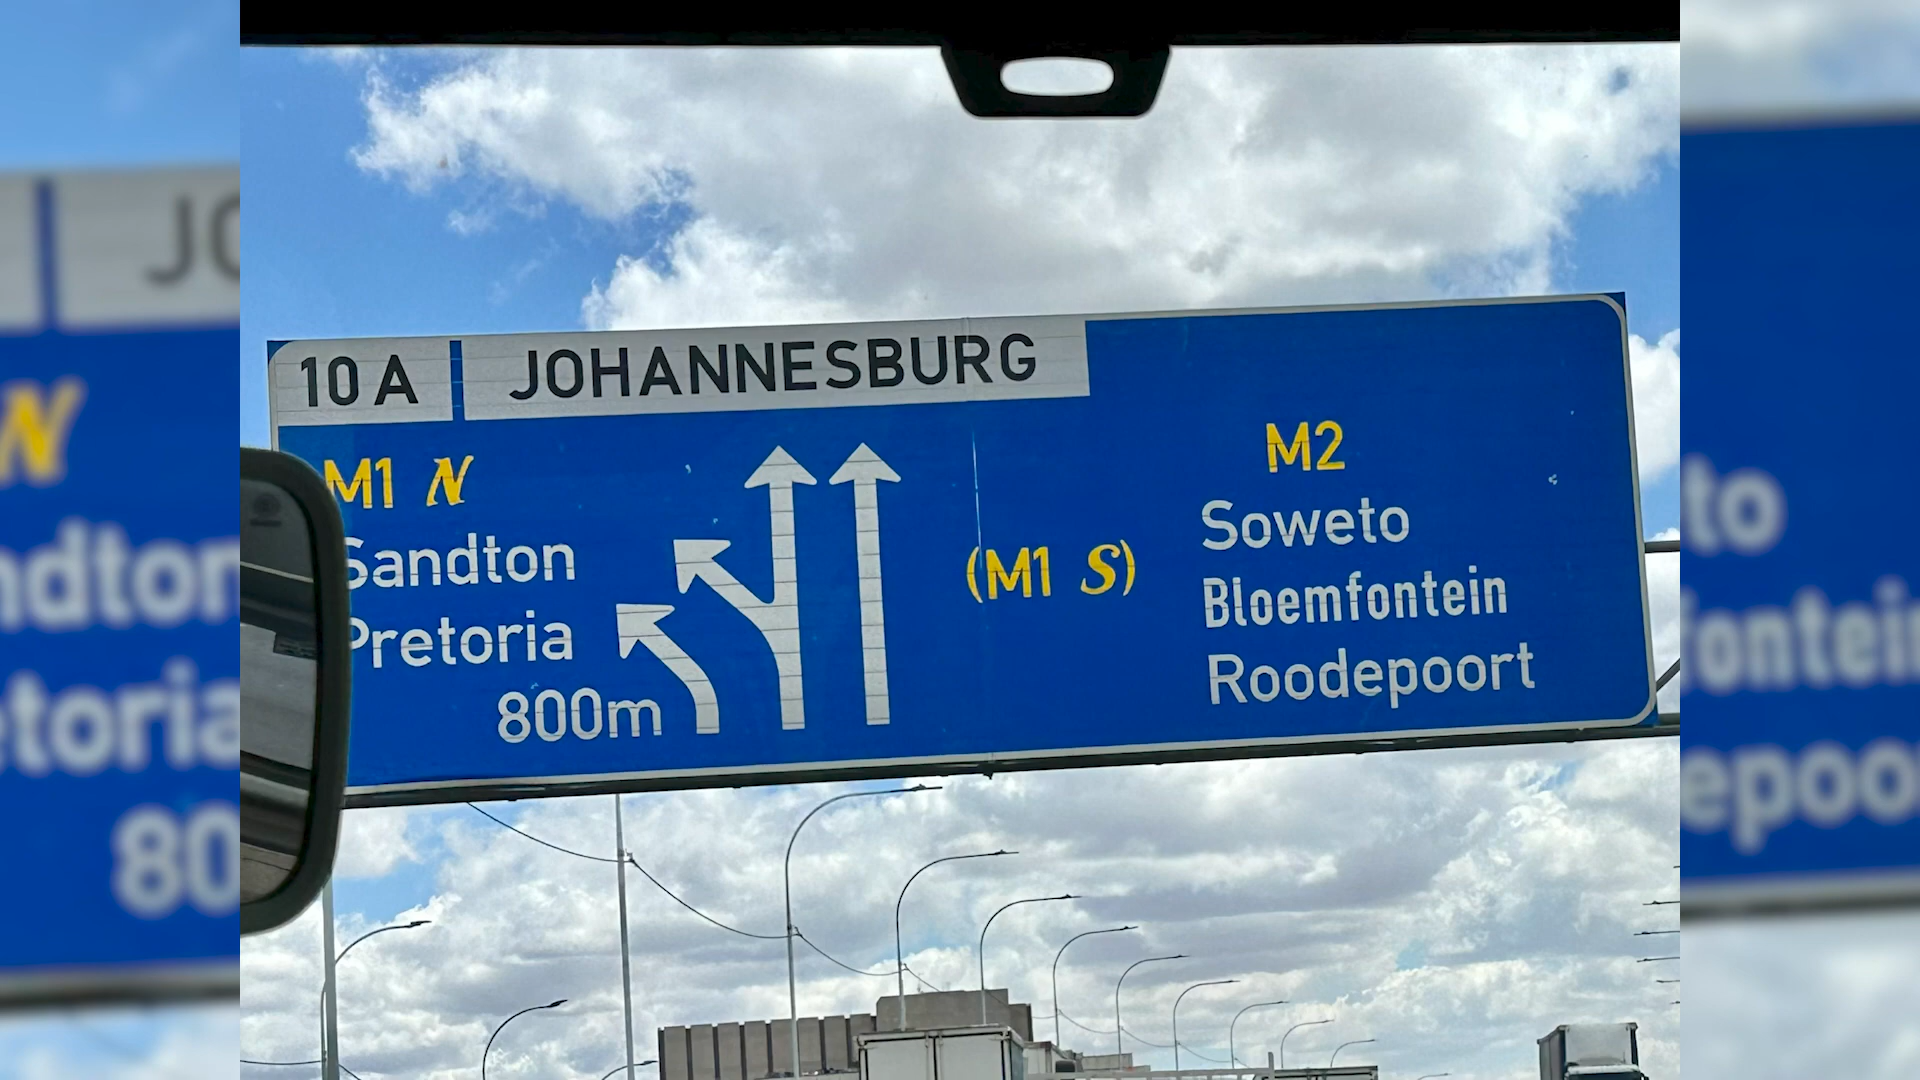 10 A
JOHANNESBURG
M1 N
Sandton
Pretoria
800m
(M1 S)
M2
Soweto
Bloemfontein
Roodepoort